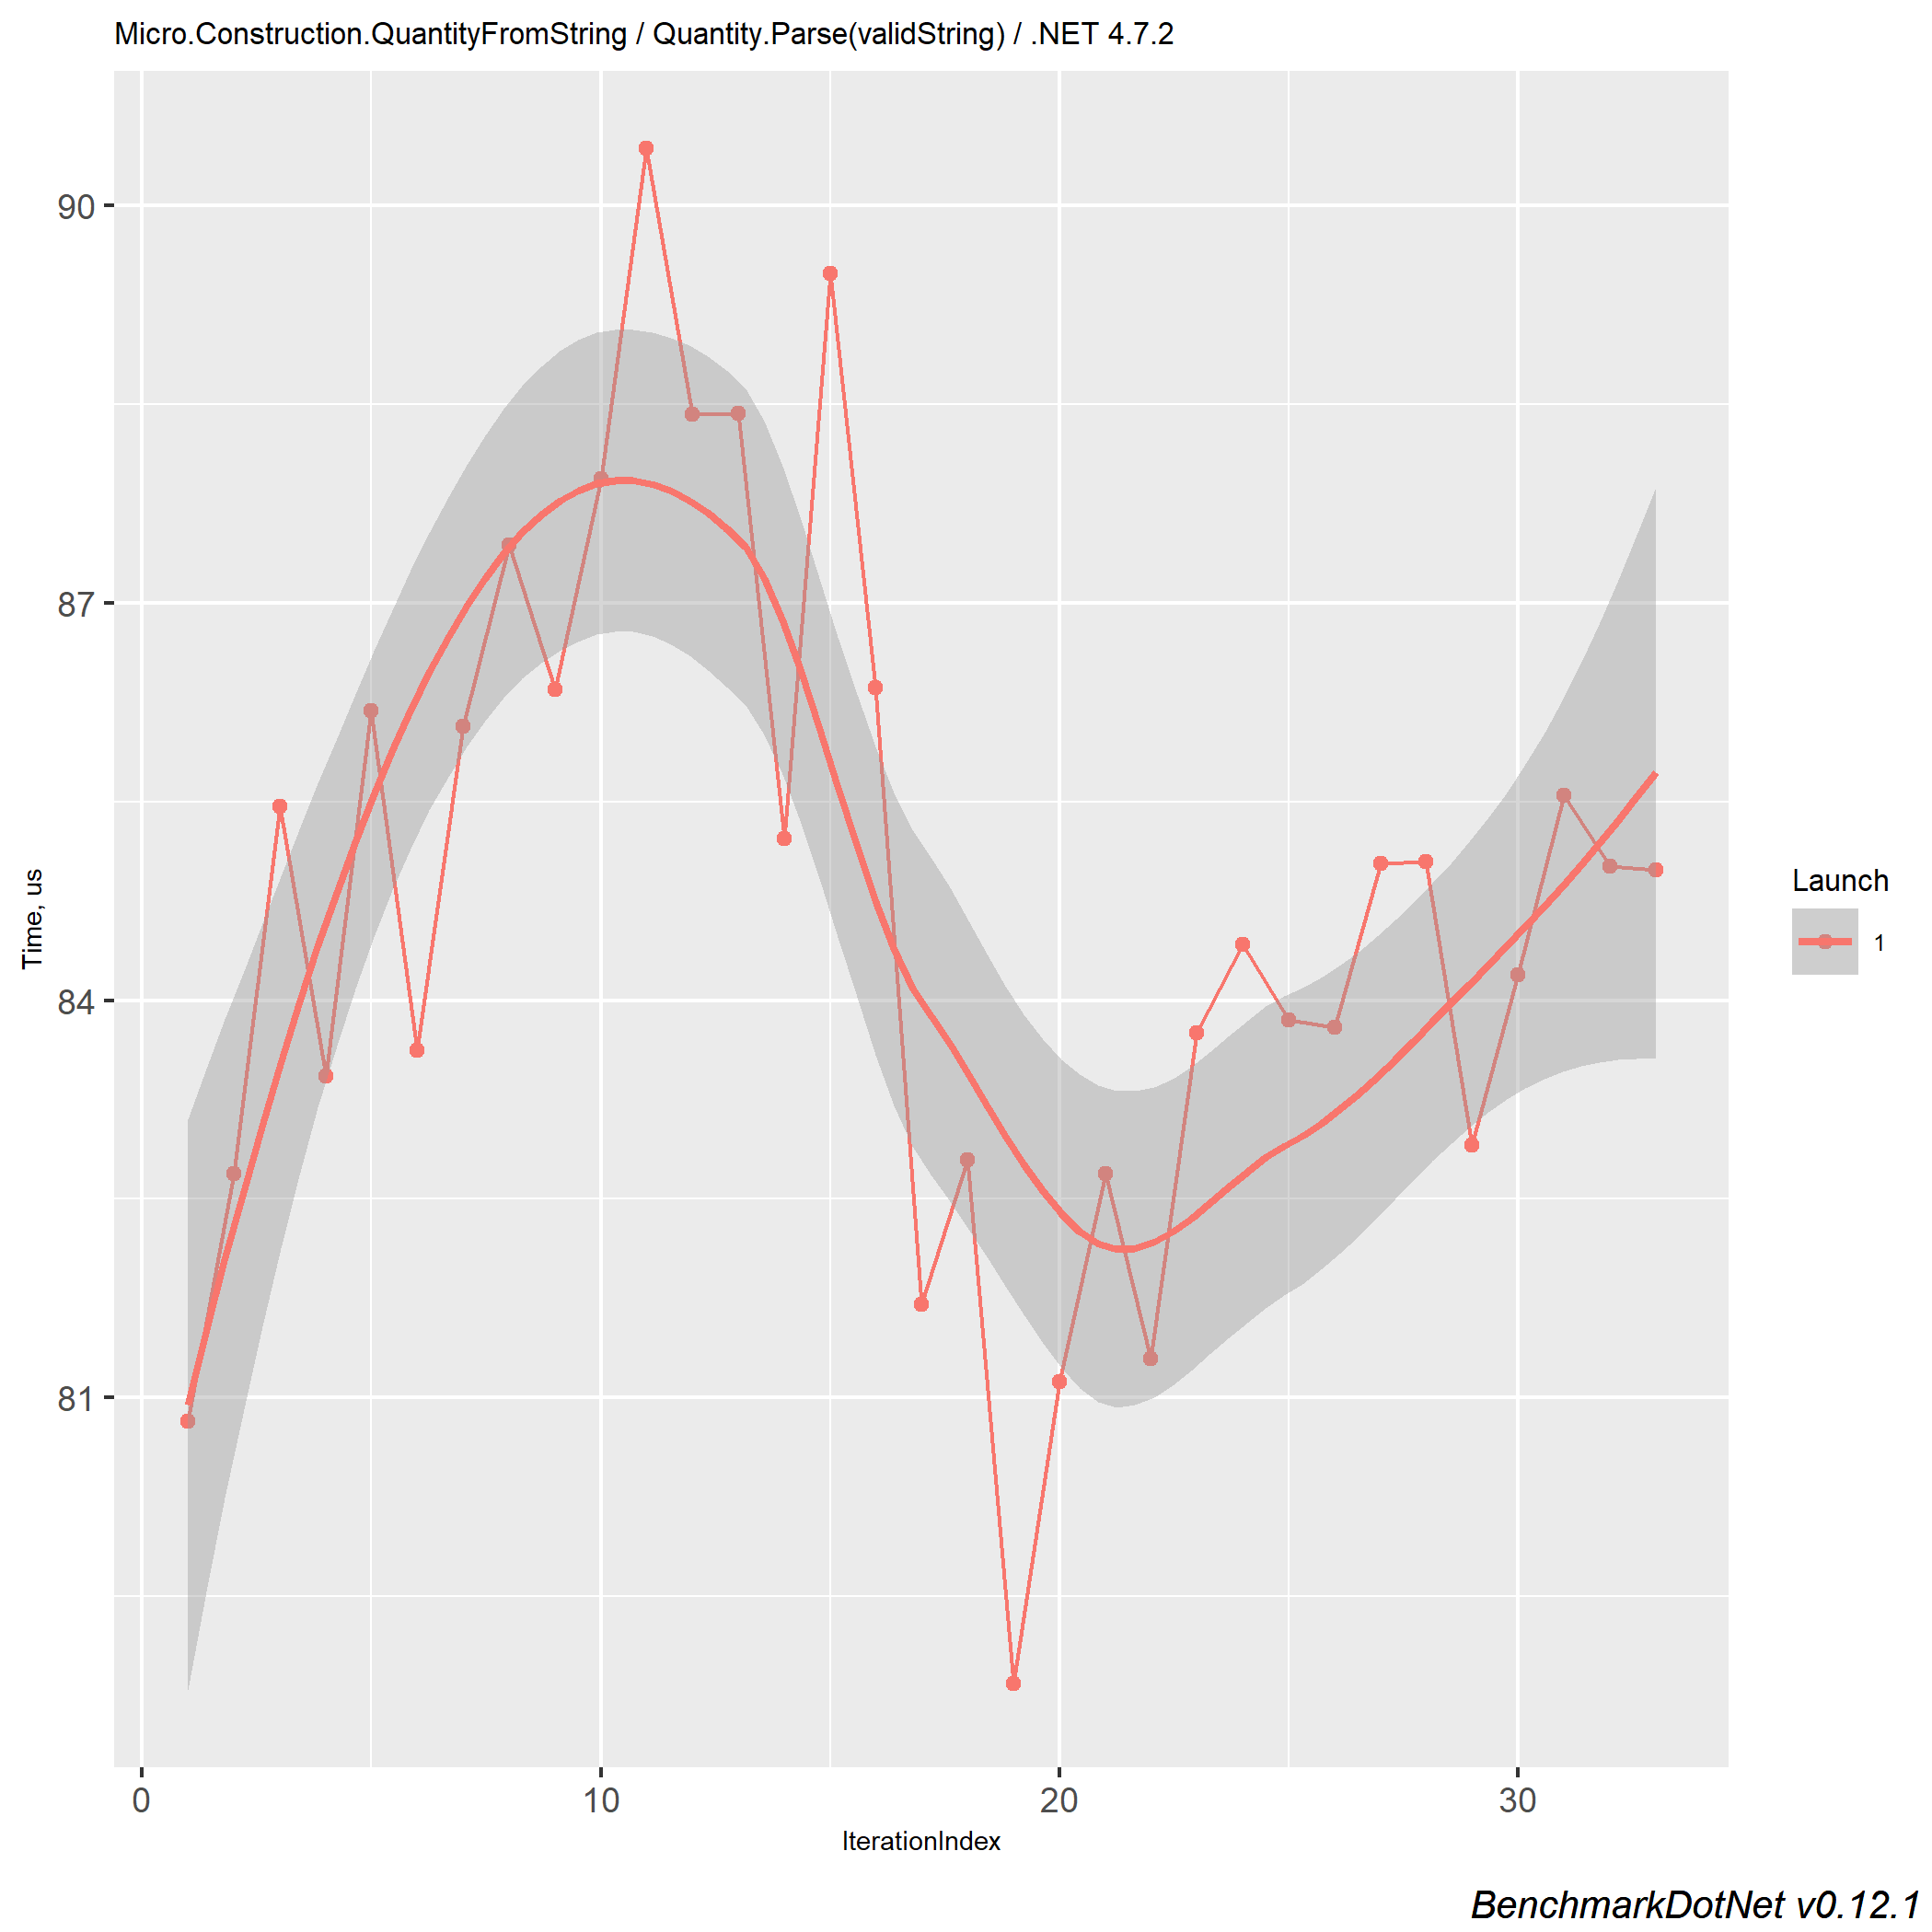 Micro.Construction.QuantityFromString / Quantity.Parse(validString) / .NET 4.7.2
90
87
84
81
Time, us
0 10 20 30
IterationIndex
Launch
1
BenchmarkDotNet v0.12.1